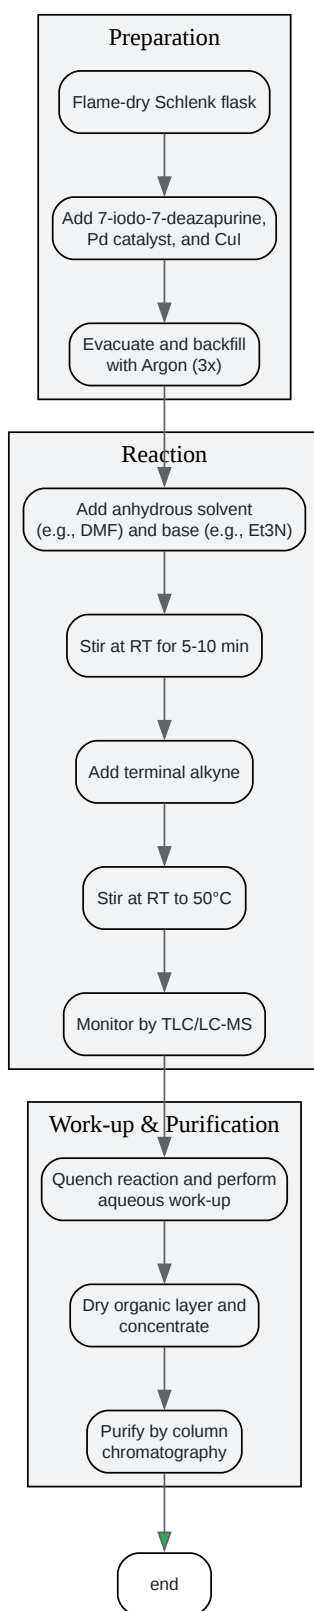 Preparation
Flame-dry Schlenk flask
Add 7-iodo-7-deazapurine,
Pd catalyst, and CuI
Evacuate and backfill
with Argon (3x)
Reaction
Add anhydrous solvent
(e.g., DMF) and base (e.g., Et3N)
Stir at RT for 5-10 min
Add terminal alkyne
Stir at RT to 50°C
Monitor by TLC/LC-MS
Work-up & Purification
Quench reaction and perform
aqueous work-up
Dry organic layer and
concentrate
Purify by column
chromatography
end